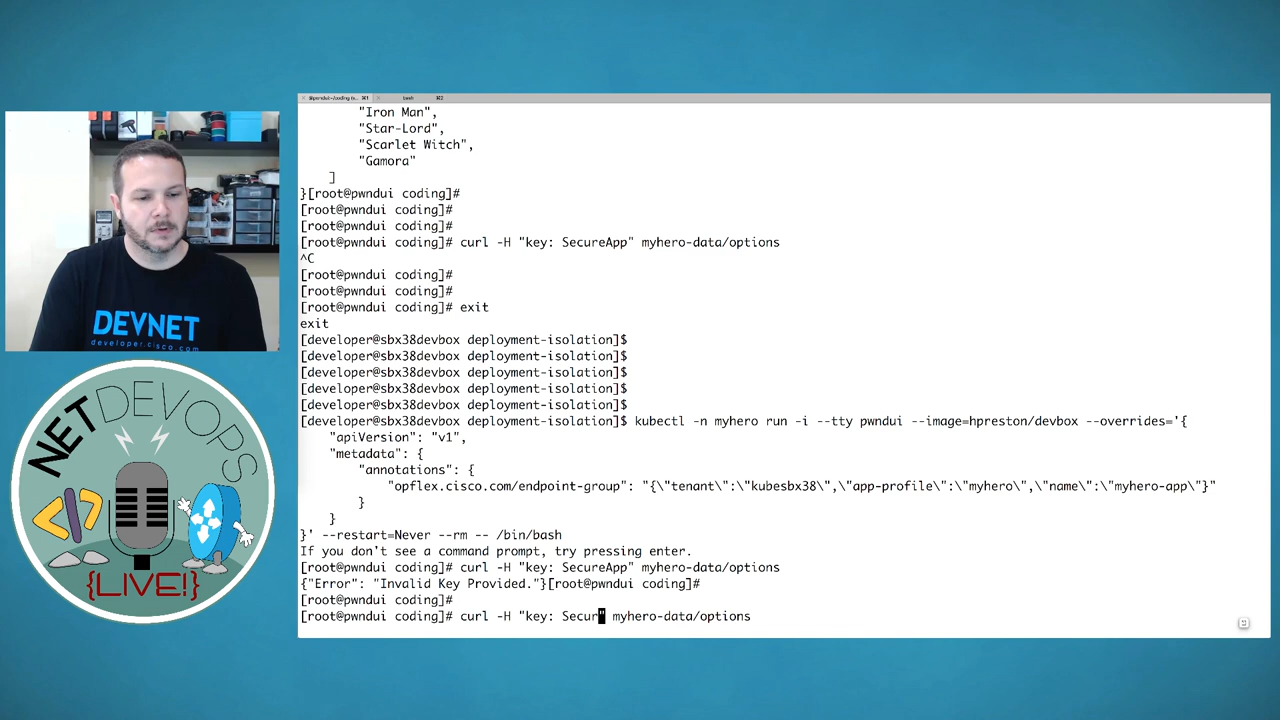 "Iron Man",
"Star-Lord",
"Scarlet Witch",
"Gamora"
]
}[root@pwndui coding]#
[root@pwndui coding]#
[root@pwndui coding]#
[root@pwndui coding]# curl -H "key: SecureApp" myhero-data/options
^C
[root@pwndui coding]#
[root@pwndui coding]#
[root@pwndui coding]# exit
exit
[developer@sbx38devbox deployment-isolation]$
[developer@sbx38devbox deployment-isolation]$
[developer@sbx38devbox deployment-isolation]$
[developer@sbx38devbox deployment-isolation]$
[developer@sbx38devbox deployment-isolation]$
[developer@sbx38devbox deployment-isolation]$ kubectl -n myhero run -i --tty pwndui --image=hpreston/devbox --overrides='{
"apiVersion": "v1",
"metadata": {
"annotations": {
"opflex.cisco.com/endpoint-group": "{\"tenant\":\"kubesbx38\",\"app-profile\":\"myhero\",\"name\":\"myhero-app\"}"
}
}
}' --restart=Never --rm -- /bin/bash
If you don't see a command prompt, try pressing enter.
[root@pwndui coding]# curl -H "key: SecureApp" myhero-data/options
{"Error": "Invalid Key Provided."}[root@pwndui coding]#
[root@pwndui coding]#
[root@pwndui coding]# curl -H "key: Secur" myhero-data/options
DEVNET
developer.cisco.com
NETDEVOPS
{LIVE!}
bash